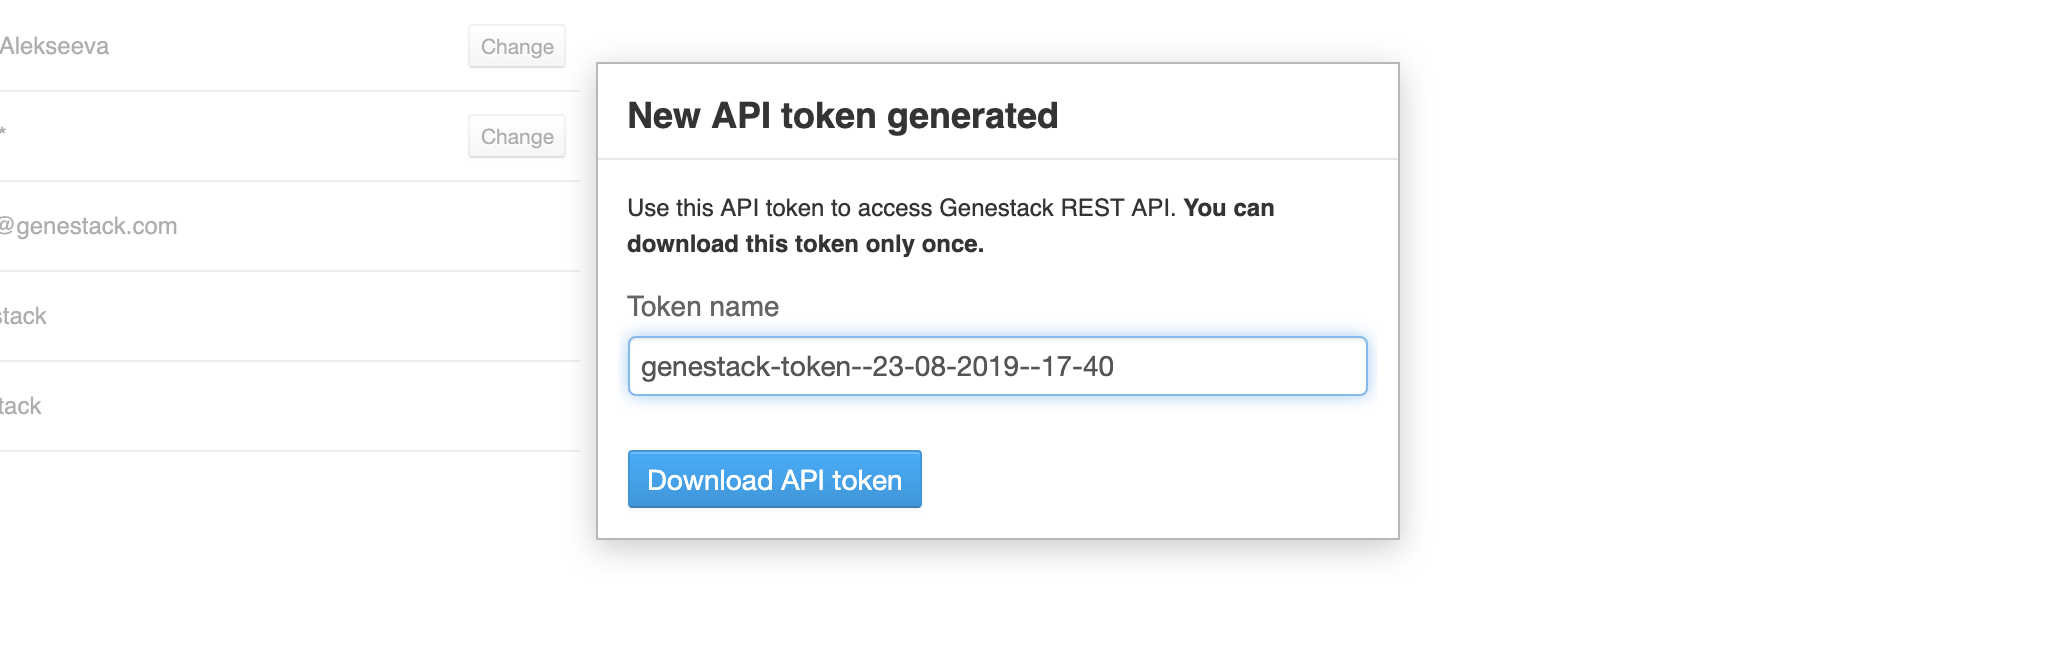 Alekseeva
Change
*
Change
@genestack.com
stack
tack
New API token generated
Use this API token to access Genestack REST API. You can
download this token only once.
Token name
genestack-token--23-08-2019--17-40
Download API token